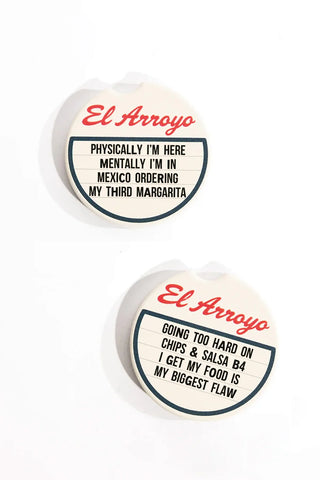 El Arroyo
PHYSICALLY I'M HERE
MENTALLY I'M IN
MEXICO ORDERING
MY THIRD MARGARITA
El Arroyo
GOING TOO HARD ON
CHIPS & SALSA B4
I GET MY FOOD IS
MY BIGGEST FLAW